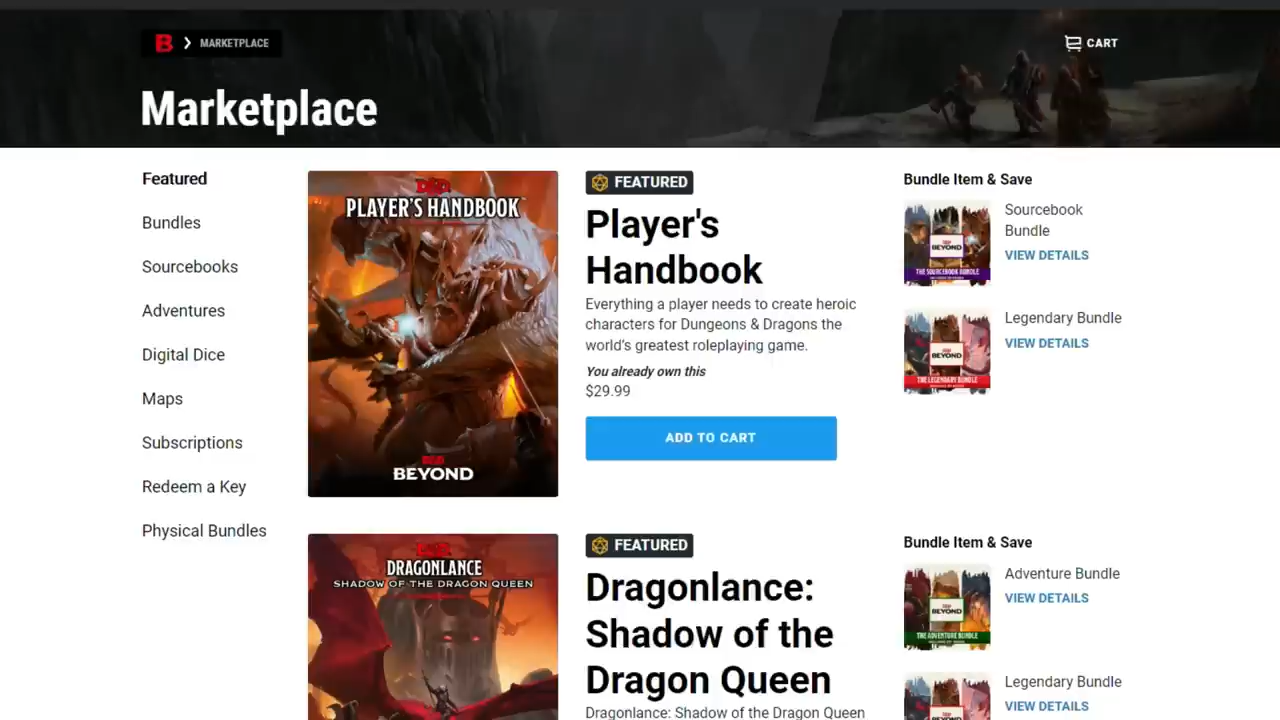 MARKETPLACE
CART
Marketplace
Featured
Bundles
Sourcebooks
Adventures
Digital Dice
Maps
Subscriptions
Redeem a Key
Physical Bundles
D&D
PLAYER'S HANDBOOK
D&D
BEYOND
FEATURED
Player's
Handbook
Everything a player needs to create heroic
characters for Dungeons & Dragons the
world's greatest roleplaying game.
You already own this
$29.99
ADD TO CART
Bundle Item & Save
BEYOND
THE SOURCEBOOK BUNDLE
Sourcebook
Bundle
VIEW DETAILS
BEYOND
THE LEGENDARY BUNDLE
Legendary Bundle
VIEW DETAILS
D&D
DRAGONLANCE
SHADOW OF THE DRAGON QUEEN
FEATURED
Dragonlance:
Shadow of the
Dragon Queen
Dragonlance: Shadow of the Dragon Queen
Bundle Item & Save
BEYOND
THE ADVENTURE BUNDLE
Adventure Bundle
VIEW DETAILS
Legendary Bundle
VIEW DETAILS